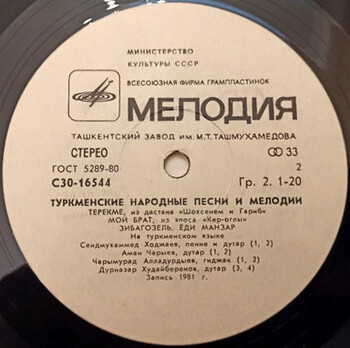 МИНИСТЕРСТВО
КУЛЬТУРЫ СССР
ВСЕСОЮЗНАЯ ФИРМА ГРАМПЛАСТИНОК
МЕЛОДИЯ
ТАШКЕНТСКИЙ ЗАВОД ИМ. М.Т. ТАШМУХАМЕДОВА
СТЕРЕО 33
ГОСТ 5289-80 2
С30-16544 Гр. 2. 1-20
ТУРКМЕНСКИЕ НАРОДНЫЕ ПЕСНИ И МЕЛОДИИ
ТЕРЕКМЕ, из дастана «Шохсенем и Гариб»
МОЙ БРАТ, из эпоса «Кер-оглы»
ЗИБАГОЗЕЛЬ. ЕДИ МАНЗАР
На туркменском языке
Сеидмухаммед Ходжаев, пение и дутар (1, 2)
Аман Чарыев, дутар (1, 2)
Чарымурад Алладурдыев, гиджак (1, 2)
Дурназар Худайберенов, дутар (3, 4)
Запись 1981 г.